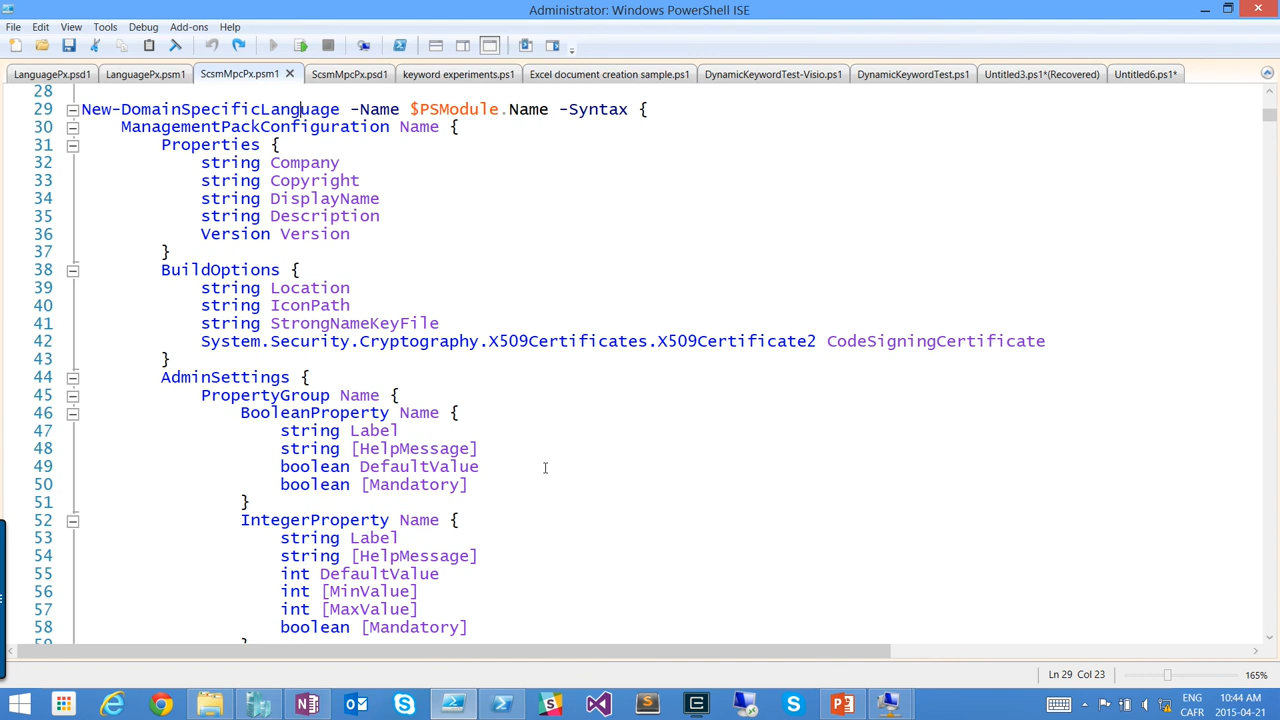 Administrator: Windows PowerShell ISE
File Edit View Tools Debug Add-ons Help
LanguagePx.psd1 LanguagePx.psm1 ScsmMpcPx.psm1 ScsmMpcPx.psd1 keyword experiments.ps1 Excel document creation sample.ps1 DynamicKeywordTest-Visio.ps1 DynamicKeywordTest.ps1 Untitled3.ps1*(Recovered) Untitled6.ps1*
28
29 New-DomainSpecificLanguage -Name $PSModule.Name -Syntax {
30 ManagementPackConfiguration Name {
31 Properties {
32 string Company
33 string Copyright
34 string DisplayName
35 string Description
36 Version Version
37 }
38 BuildOptions {
39 string Location
40 string IconPath
41 string StrongNameKeyFile
42 System.Security.Cryptography.X509Certificates.X509Certificate2 CodeSigningCertificate
43 }
44 AdminSettings {
45 PropertyGroup Name {
46 BooleanProperty Name {
47 string Label
48 string [HelpMessage]
49 boolean DefaultValue
50 boolean [Mandatory]
51 }
52 IntegerProperty Name {
53 string Label
54 string [HelpMessage]
55 int DefaultValue
56 int [MinValue]
57 int [MaxValue]
58 boolean [Mandatory]
59 }
Ln 29 Col 23 165%
ENG 10:44 AM
CAFR 2015-04-21